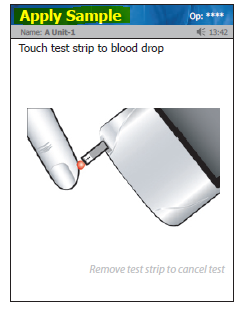 Apply Sample Op: ****
Name: A Unit-1 13:42
Touch test strip to blood drop
Remove test strip to cancel test